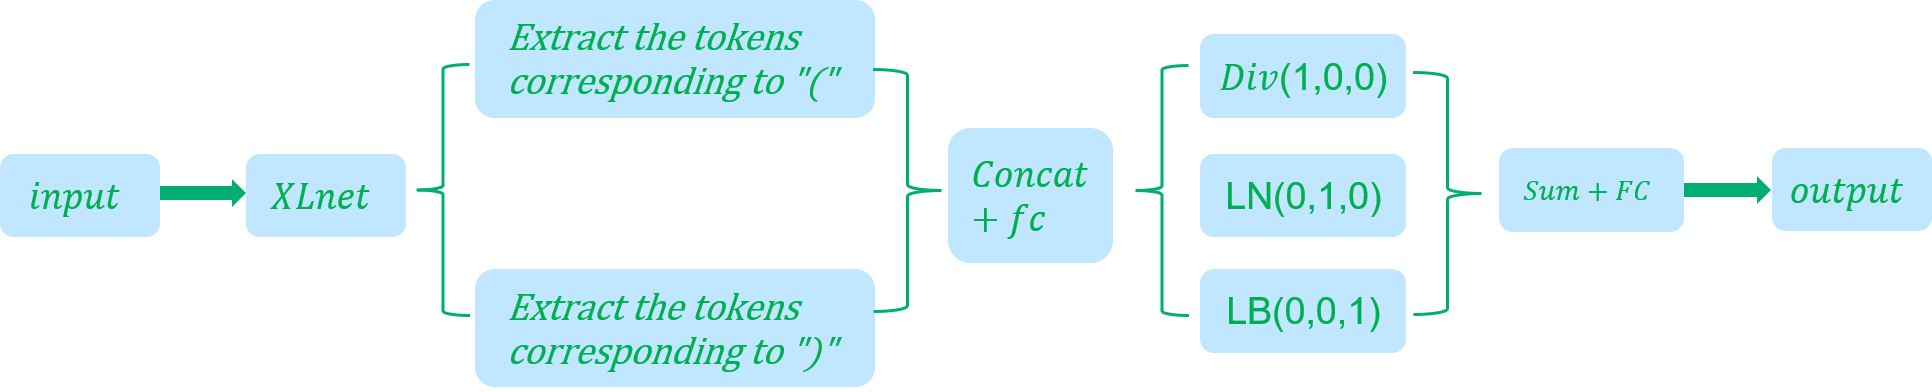 input
XLnet
Extract the tokens
corresponding to "("
Extract the tokens
corresponding to ")"
Concat
+ fc
Div(1,0,0)
LN(0,1,0)
LB(0,0,1)
Sum + FC
output